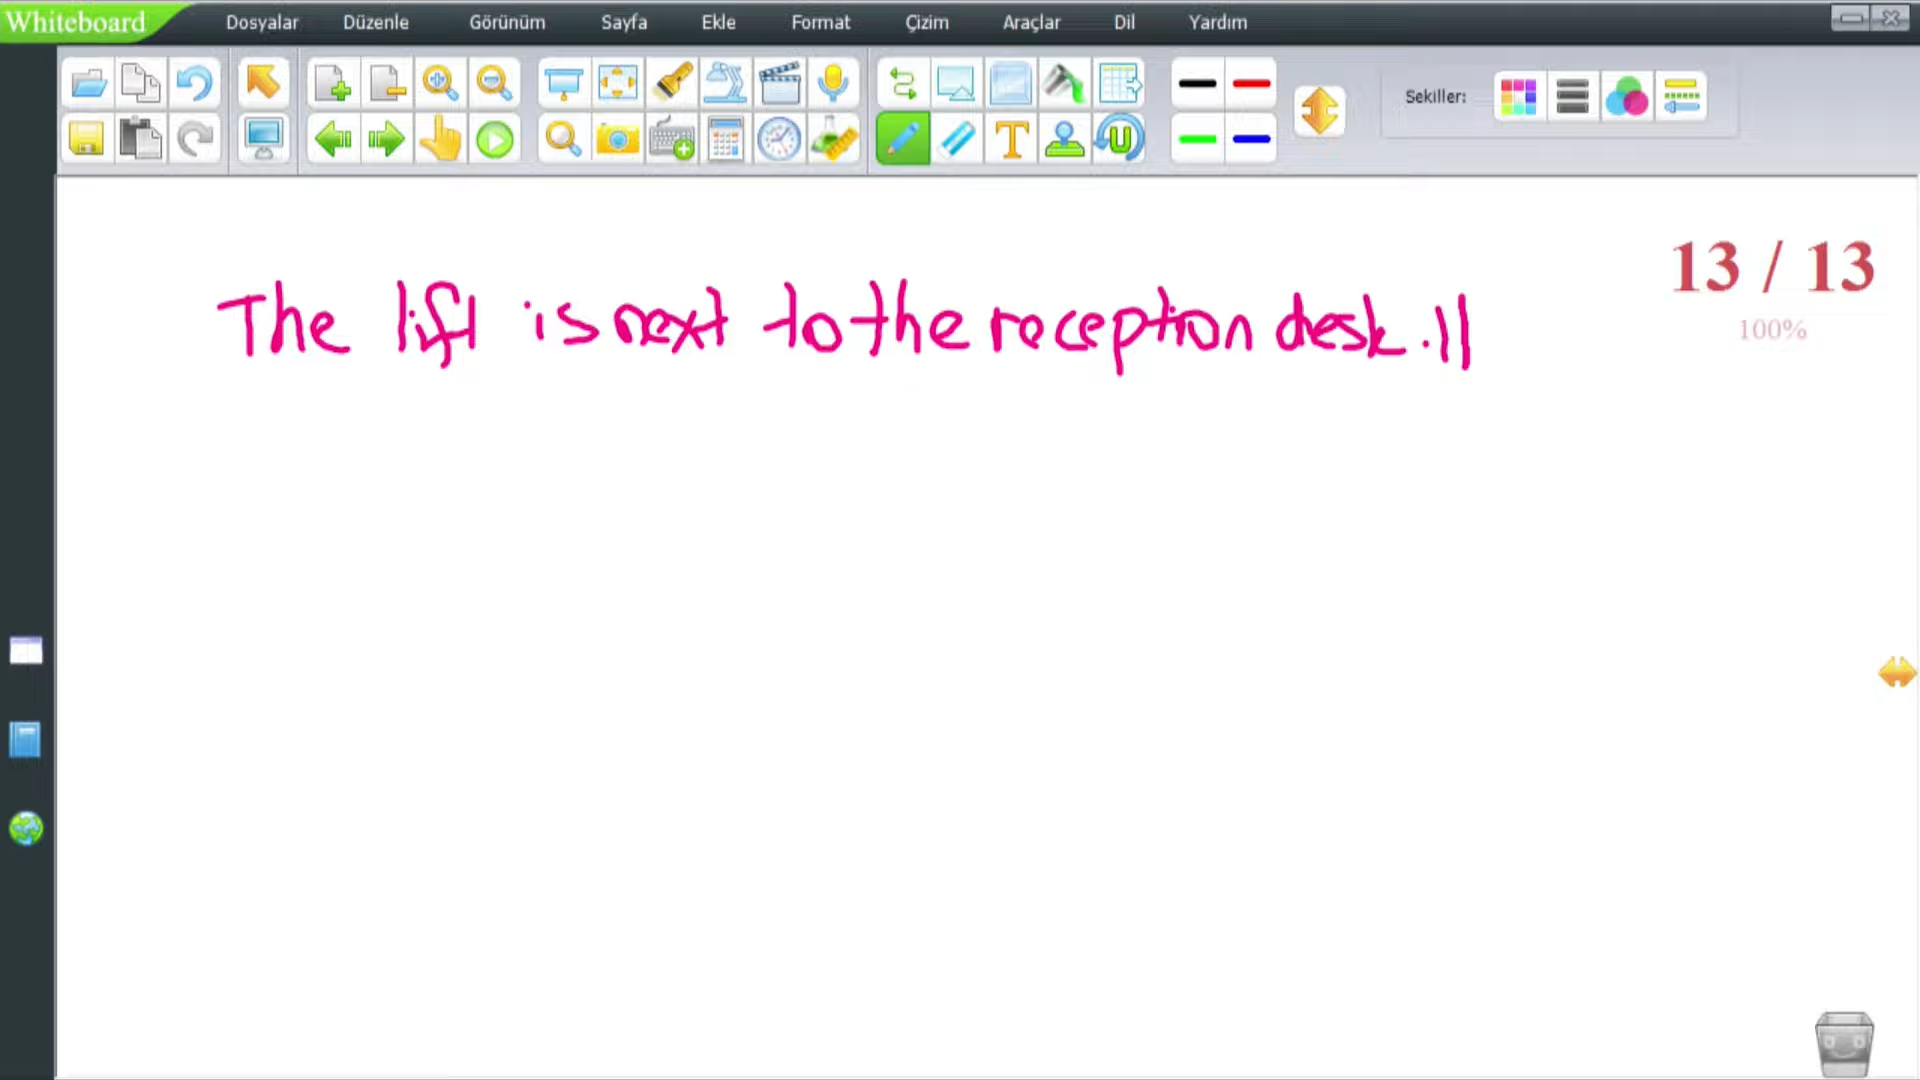 Whiteboard Dosyalar Düzenle Görünüm Sayfa Ekle Format Çizim Araçlar Dil Yardım
Sekiller:
13 / 13
100%
The lift is next to the reception desk. ||